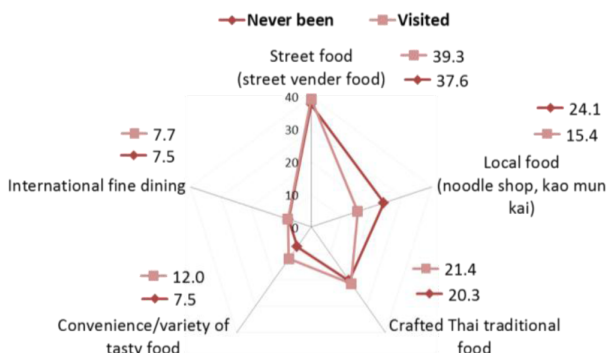 Never been Visited
Street food
(street vender food)
39.3
37.6
40
30
20
10
0
24.1
15.4
Local food
(noodle shop, kao mun
kai)
7.7
7.5
International fine dining
21.4
20.3
Crafted Thai traditional
food
12.0
7.5
Convenience/variety of
tasty food